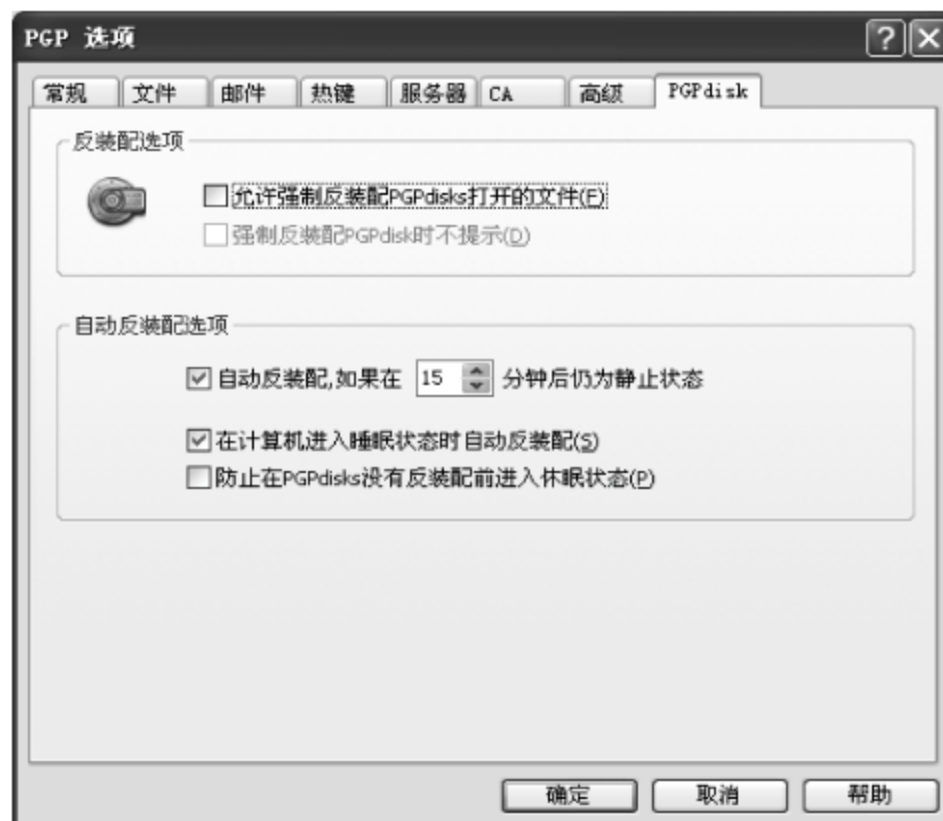 PGP 选项
常规 文件 邮件 热键 服务器 CA 高级 PGPdisk
反装配选项
允许强制反装配PGPdisks打开的文件(F)
强制反装配PGPdisk时不提示(D)
自动反装配选项
自动反装配,如果在 15 分钟后仍为静止状态
在计算机进入睡眠状态时自动反装配(S)
防止在PGPdisks没有反装配前进入休眠状态(P)
确定 取消 帮助